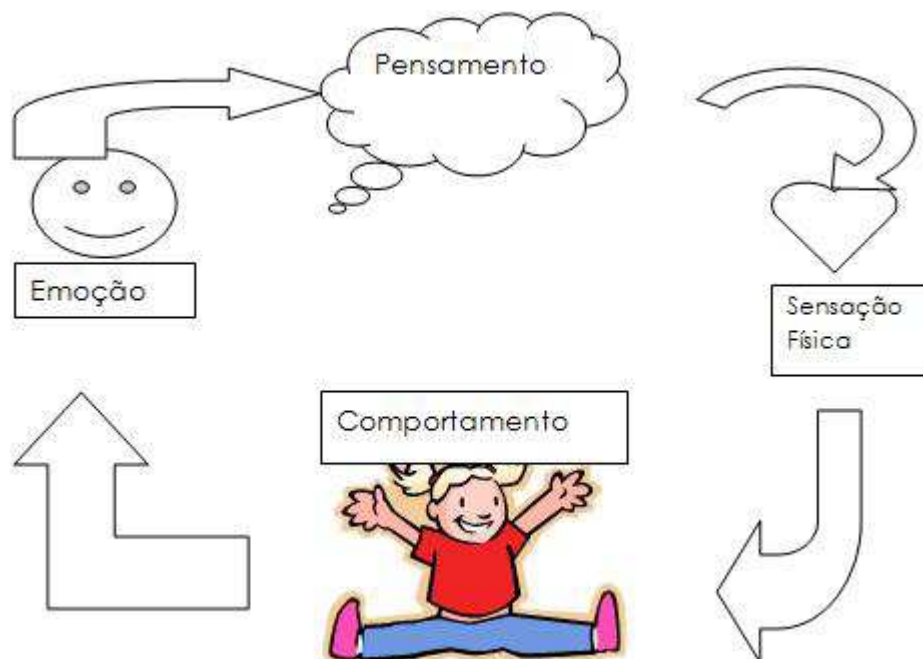 Pensamento
Emoção
Sensação
Física
Comportamento